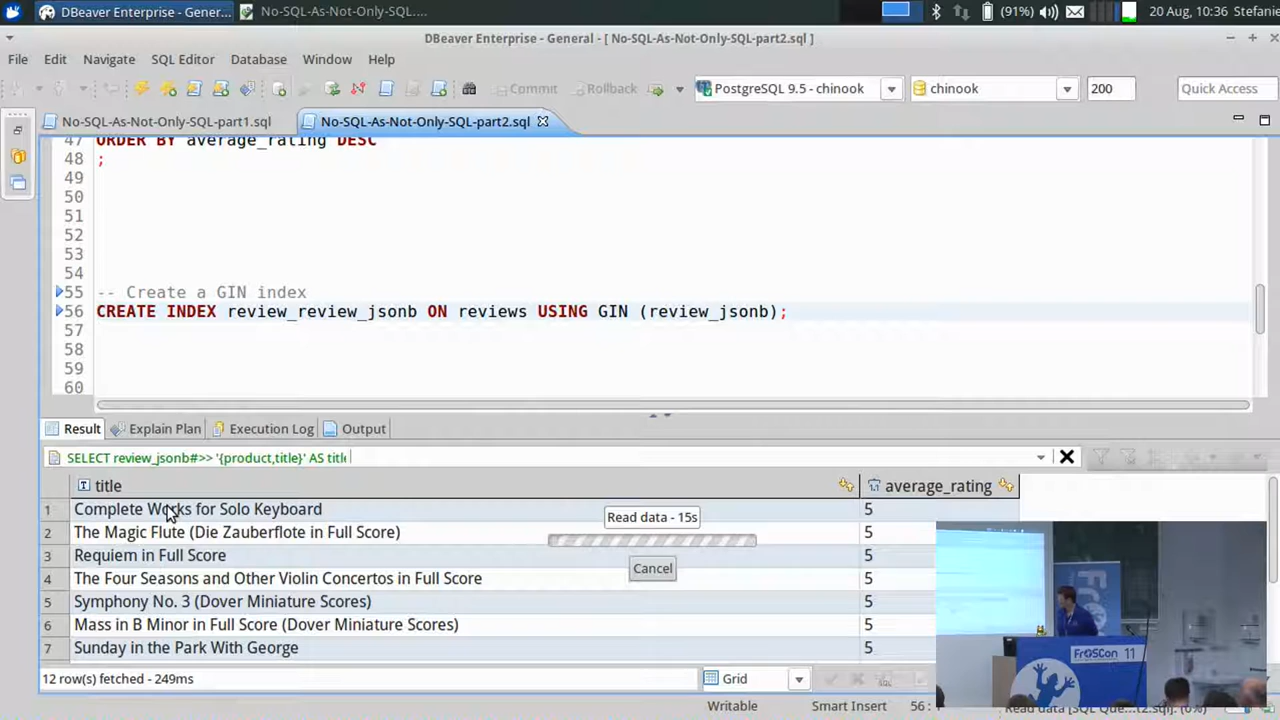 DBeaver Enterprise - Gener...
No-SQL-As-Not-Only-SQL....
(91%)
20 Aug, 10:36
Stefanie
DBeaver Enterprise - General - [ No-SQL-As-Not-Only-SQL-part2.sql ]
File Edit Navigate SQL Editor Database Window Help
Commit
Rollback
PostgreSQL 9.5 - chinook
chinook
200
Quick Access
No-SQL-As-Not-Only-SQL-part1.sql
No-SQL-As-Not-Only-SQL-part2.sql
47 ORDER BY average_rating DESC
48 ;
49
50
51
52
53
54
55 -- Create a GIN index
56 CREATE INDEX review_review_jsonb ON reviews USING GIN (review_jsonb);
57
58
59
60
Result Explain Plan Execution Log Output
SELECT review_jsonb#>> '{product,title}' AS title
title average_rating
1 Complete Works for Solo Keyboard 5
2 The Magic Flute (Die Zauberflote in Full Score) 5
3 Requiem in Full Score 5
4 The Four Seasons and Other Violin Concertos in Full Score 5
5 Symphony No. 3 (Dover Miniature Scores) 5
6 Mass in B Minor in Full Score (Dover Miniature Scores) 5
7 Sunday in the Park With George 5
Read data - 15s
Cancel
FrOSCon 11
12 row(s) fetched - 249ms
Grid
Writable Smart Insert 56 :